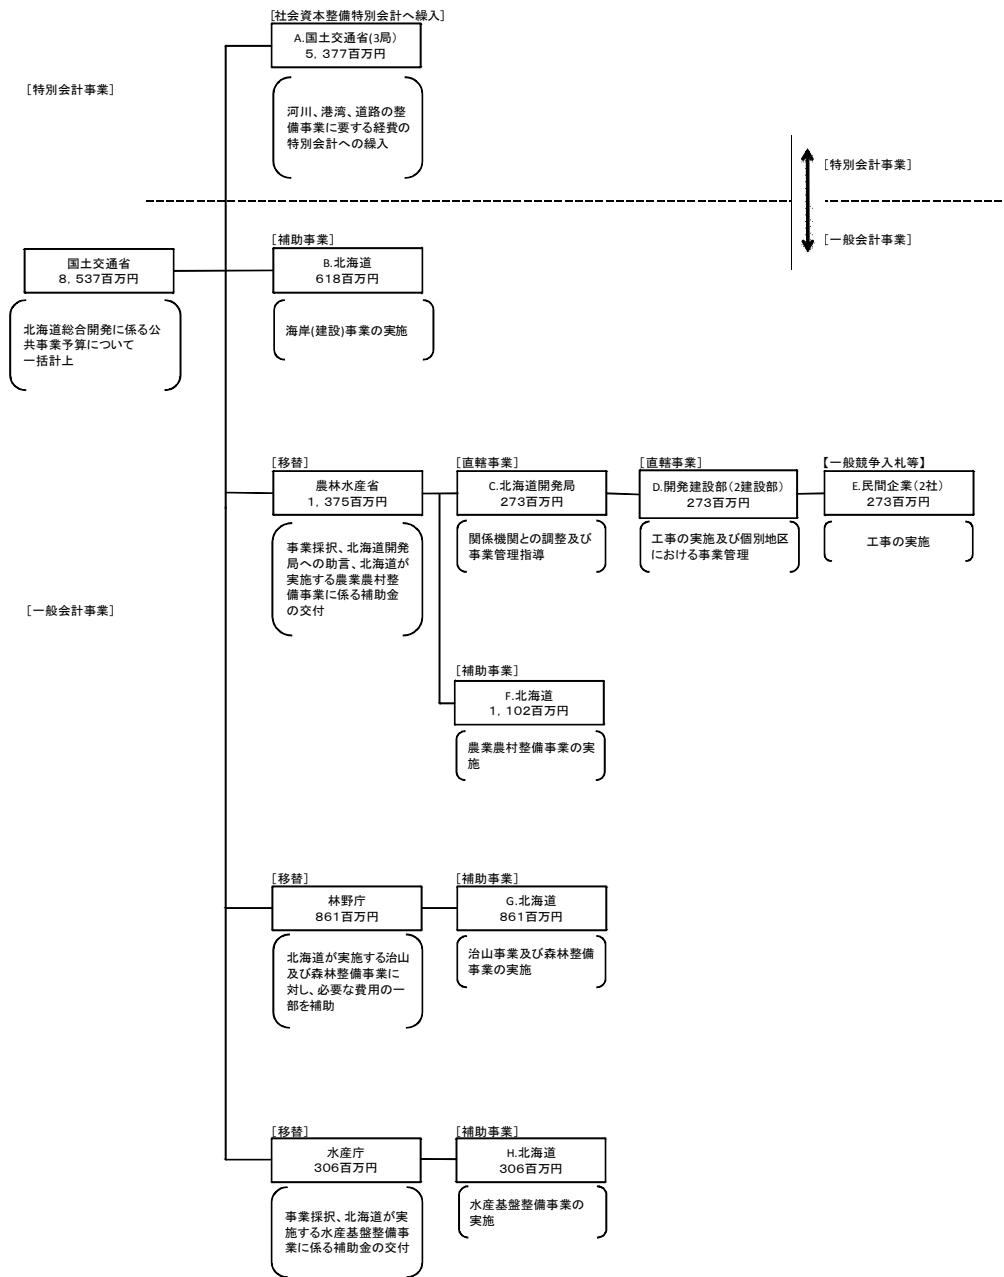 [社会資本整備特別会計へ繰入]
A.国土交通省(3局)
5,377百万円
[特別会計事業]
河川、港湾、道路の整
備事業に要する経費の
特別会計への繰入
[特別会計事業]
[一般会計事業]
国土交通省
8,537百万円
北海道総合開発に係る公
共事業予算について
一括計上
[補助事業]
B.北海道
618百万円
海岸(建設)事業の実施
[移替]
農林水産省
1,375百万円
事業採択、北海道開発
局への助言、北海道が
実施する農業農村整
備事業に係る補助金
の交付
[直轄事業]
C.北海道開発局
273百万円
関係機関との調整及び
事業管理指導
[直轄事業]
D.開発建設部(2建設部)
273百万円
工事の実施及び個別地区
における事業管理
【一般競争入札等】
E.民間企業(2社)
273百万円
工事の実施
[一般会計事業]
[補助事業]
F.北海道
1,102百万円
農業農村整備事業の実
施
[移替]
林野庁
861百万円
北海道が実施する治山
及び森林整備事業に
対し、必要な費用の一
部を補助
[補助事業]
G.北海道
861百万円
治山事業及び森林整備
事業の実施
[移替]
水産庁
306百万円
事業採択、北海道が実
施する水産基盤整備事
業に係る補助金の交付
[補助事業]
H.北海道
306百万円
水産基盤整備事業の
実施